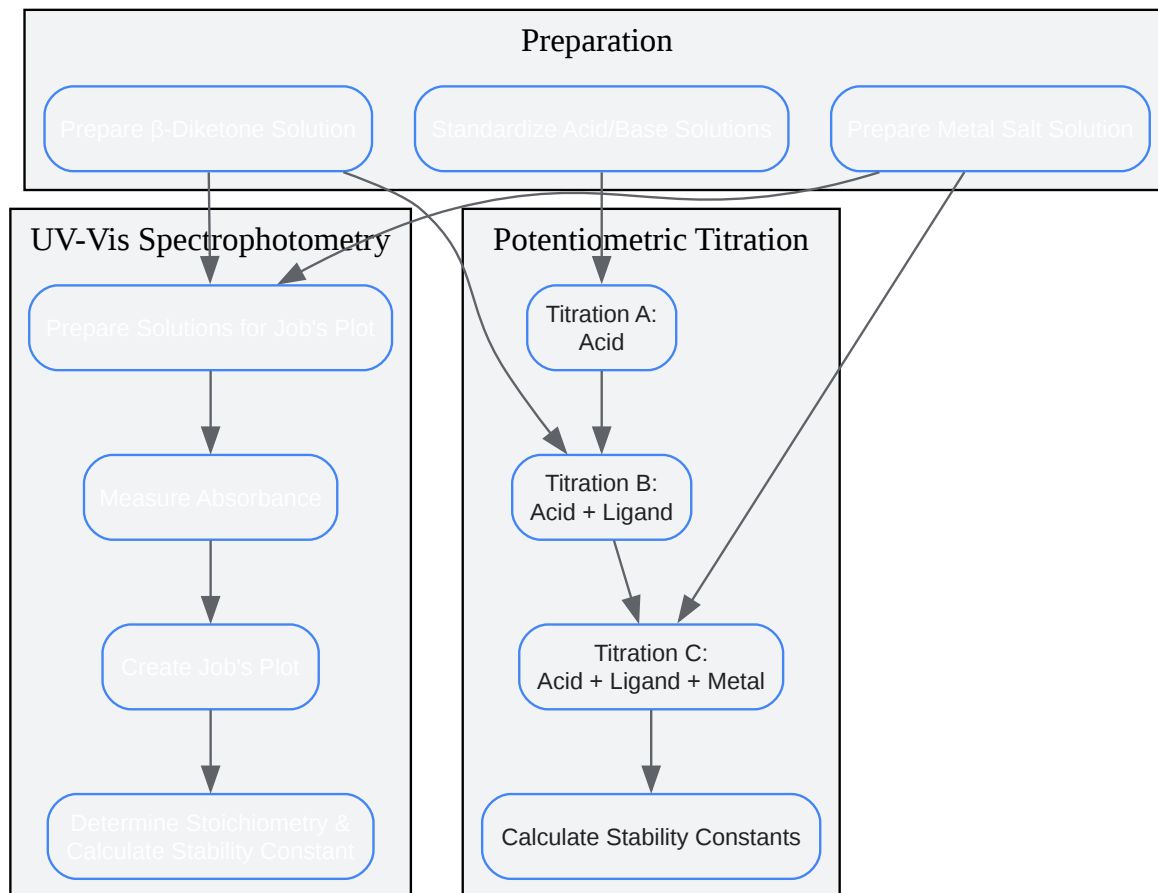 Preparation
Prepare β-Diketone Solution
Standardize Acid/Base Solutions
Prepare Metal Salt Solution
UV-Vis Spectrophotometry
Prepare Solutions for Job's Plot
Measure Absorbance
Create Job's Plot
Determine Stoichiometry &
Calculate Stability Constant
Potentiometric Titration
Titration A:
Acid
Titration B:
Acid + Ligand
Titration C:
Acid + Ligand + Metal
Calculate Stability Constants